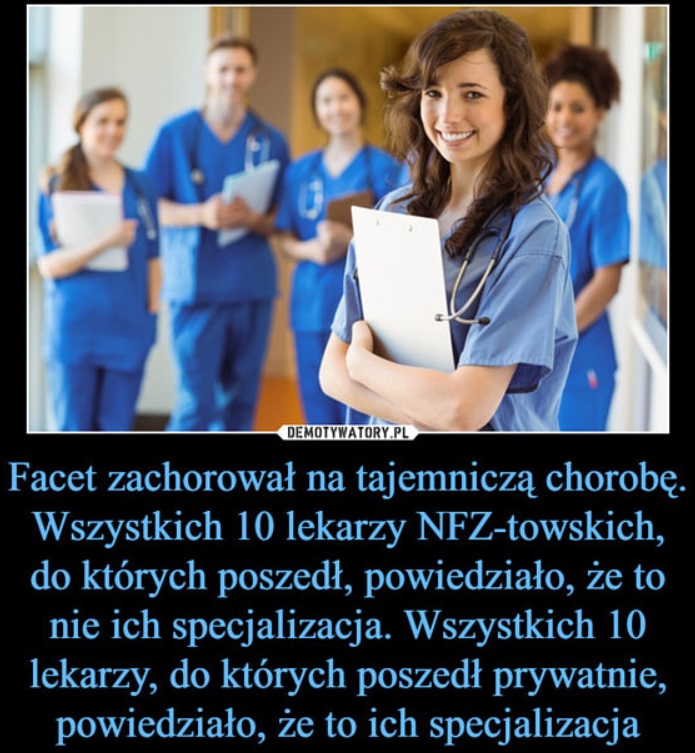 DEMOTYWATORY.PL
Facet zachorował na tajemniczą chorobę.
Wszystkich 10 lekarzy NFZ-towskich,
do których poszedł, powiedziało, że to
nie ich specjalizacja. Wszystkich 10
lekarzy, do których poszedł prywatnie,
powiedziało, że to ich specjalizacja